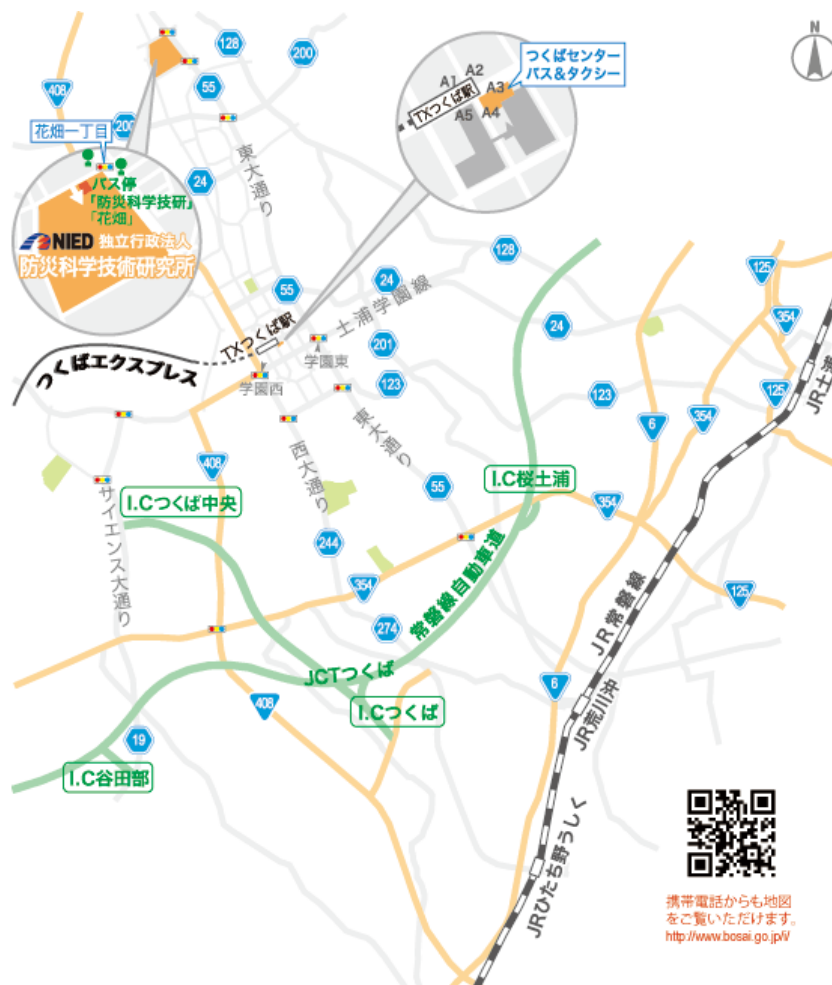 N
128
200
408
55
つくばセンター
バス&タクシー
A1
A2
A3
A4
A5
TXつくば駅
花畑一丁目
バス停
「防災科学技研」
「花畑」
NIED 独立行政法人
防災科学技術研究所
24
東大通り
128
125
55
24
土浦学園線
354
TXつくば駅
学園東
201
24
つくばエクスプレス
学園西
123
123
125
JR土浦
6
354
408
西大通り
東大通り
55
I.C桜土浦
354
I.Cつくば中央
サイエンス大通り
244
354
常磐線自動車道
125
274
JR常磐線
JCTつくば
6
JR荒川沖
408
I.Cつくば
19
I.C谷田部
JRひたち野うしく
携帯電話からも地図
をご覧いただけます。
http://www.bosai.go.jp/i/